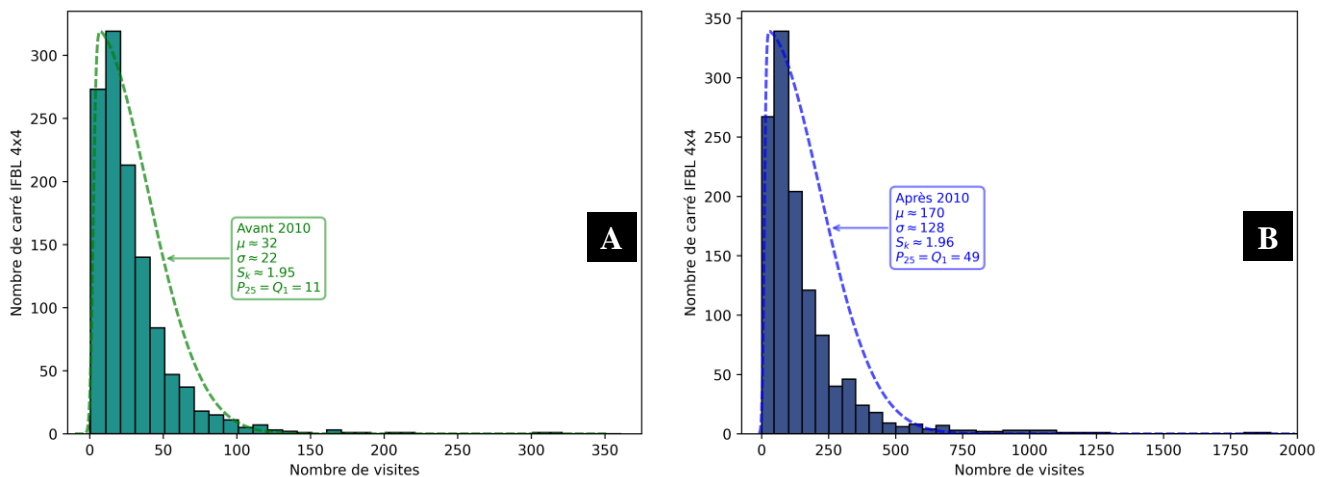 300
250
200
150
100
50
0
Nombre de carré IFBL 4x4
Avant 2010
μ ≈ 32
σ ≈ 22
Sₖ ≈ 1.95
P₂₅ = Q₁ = 11
A
0
50
100
150
200
250
300
350
Nombre de visites
350
300
250
200
150
100
50
0
Nombre de carré IFBL 4x4
Après 2010
μ ≈ 170
σ ≈ 128
Sₖ ≈ 1.96
P₂₅ = Q₁ = 49
B
0
250
500
750
1000
1250
1500
1750
2000
Nombre de visites